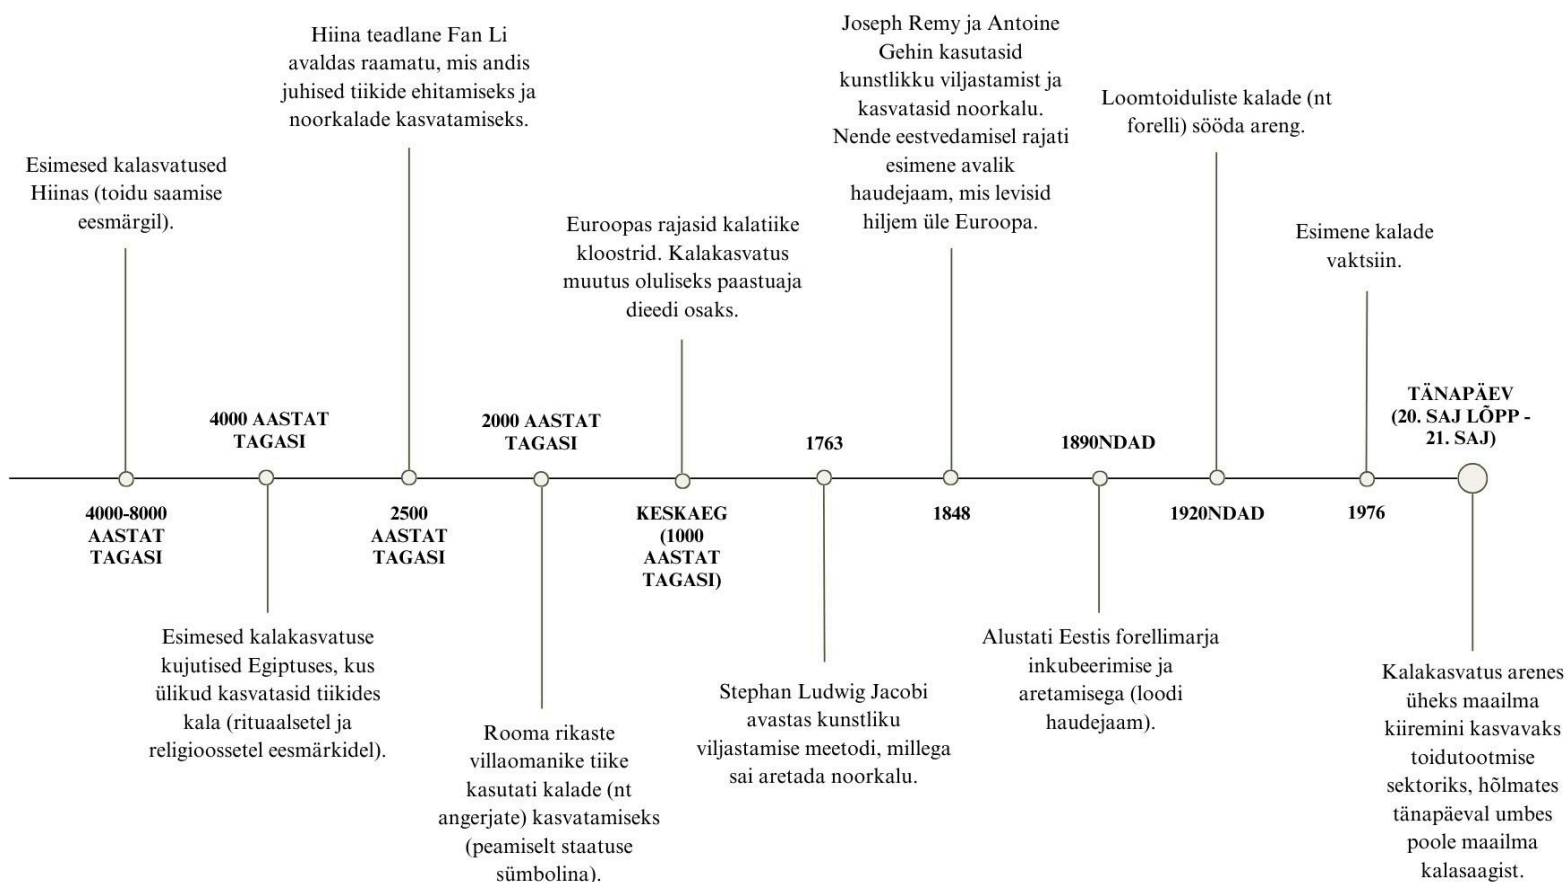 Esimesed kalasvatused
Hiinas (toidu saamise
eesmärgil).
4000-8000
AASTAT
TAGASI
4000 AASTAT
TAGASI
Esimesed kalakasvatuse
kujutised Egiptuses, kus
ülikud kasvatasid tiikides
kala (rituaalsetel ja
religioossetel eesmärkidel).
Hiina teadlane Fan Li
avaldas raamatu, mis andis
juhised tiikide ehitamiseks ja
noorkalade kasvatamiseks.
2500
AASTAT
TAGASI
2000 AASTAT
TAGASI
Rooma rikaste
villaomanike tiike
kasutati kalade (nt
angerjate) kasvatamiseks
(peamiselt staatuse
sümbolina).
Euroopas rajasid kalatiike
kloostrid. Kalakasvatus
muutus oluliseks paastuaja
dieedi osaks.
KESKAEG
(1000
AASTAT
TAGASI)
1763
Stephan Ludwig Jacobi
avastas kunstliku
viljastamise meetodi, millega
sai aretada noorkalu.
Joseph Remy ja Antoine
Gehin kasutasid
kunstlikku viljastamist ja
kasvatasid noorkalu.
Nende eestvedamisel rajati
esimene avalik
haudejaam, mis levisid
hiljem üle Euroopa.
1848
1890NDAD
Alustati Eestis forellimarja
inkubeerimise ja
aretamisega (loodi
haudejaam).
Loomtoiduliste kalade (nt
forelli) sööda areng.
1920NDAD
Esimene kalade
vaktsiin.
1976
TÄNAPÄEV
(20. SAJ LÕPP -
21. SAJ)
Kalakasvatus arenes
üheks maailma
kiiremini kasvavaks
toidutootmise
sektoriks, hõlmates
tänapäeval umbes
poole maailma
kalasaagist.